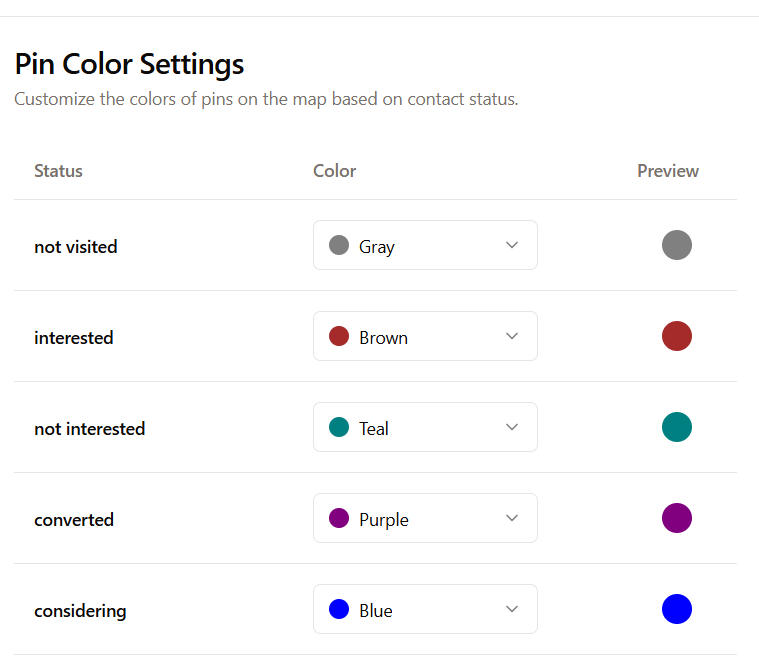 Pin Color Settings
Customize the colors of pins on the map based on contact status.
Status Color Preview
not visited Gray
interested Brown
not interested Teal
converted Purple
considering Blue